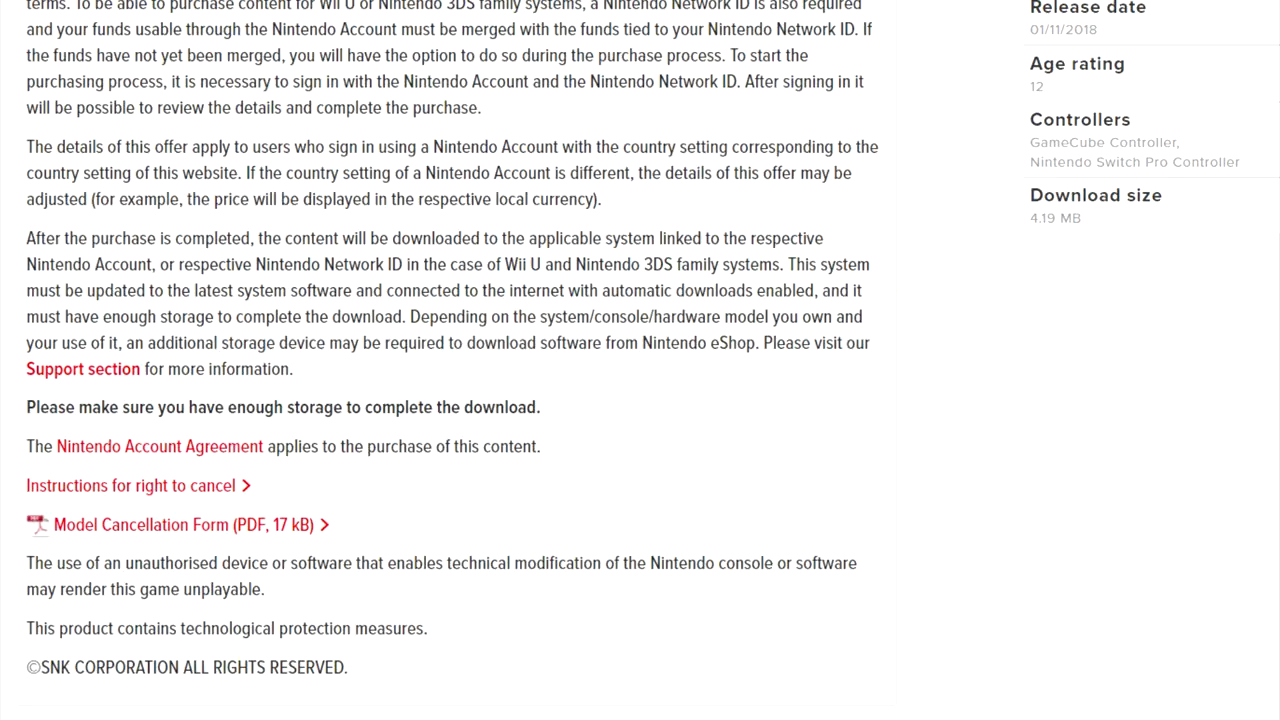 terms. To be able to purchase content for Wii U or Nintendo 3DS family systems, a Nintendo Network ID is also required
and your funds usable through the Nintendo Account must be merged with the funds tied to your Nintendo Network ID. If
the funds have not yet been merged, you will have the option to do so during the purchase process. To start the
purchasing process, it is necessary to sign in with the Nintendo Account and the Nintendo Network ID. After signing in it
will be possible to review the details and complete the purchase.
The details of this offer apply to users who sign in using a Nintendo Account with the country setting corresponding to the
country setting of this website. If the country setting of a Nintendo Account is different, the details of this offer may be
adjusted (for example, the price will be displayed in the respective local currency).
After the purchase is completed, the content will be downloaded to the applicable system linked to the respective
Nintendo Account, or respective Nintendo Network ID in the case of Wii U and Nintendo 3DS family systems. This system
must be updated to the latest system software and connected to the internet with automatic downloads enabled, and it
must have enough storage to complete the download. Depending on the system/console/hardware model you own and
your use of it, an additional storage device may be required to download software from Nintendo eShop. Please visit our
Support section for more information.
Please make sure you have enough storage to complete the download.
The Nintendo Account Agreement applies to the purchase of this content.
Instructions for right to cancel
Model Cancellation Form (PDF, 17 kB)
The use of an unauthorised device or software that enables technical modification of the Nintendo console or software
may render this game unplayable.
This product contains technological protection measures.
©SNK CORPORATION ALL RIGHTS RESERVED.
Release date
01/11/2018
Age rating
12
Controllers
GameCube Controller,
Nintendo Switch Pro Controller
Download size
4.19 MB